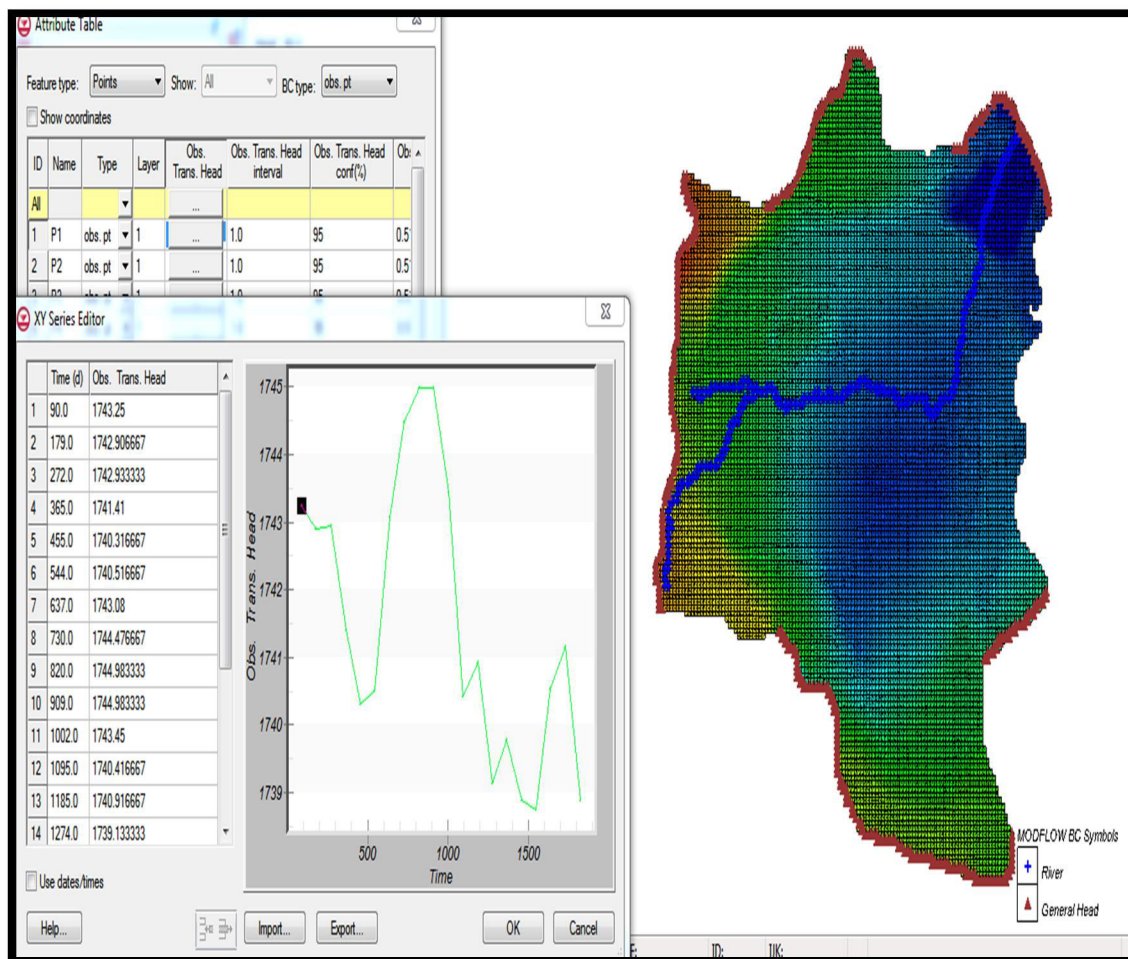 Attribute Table
Feature type: Points Show: All BC type: obs. pt
Show coordinates
ID Name Type Layer Obs. Trans. Head Obs. Trans. Head interval Obs. Trans. Head conf(%)
All ...
1 P1 obs. pt 1 ... 1.0 95 0.5
2 P2 obs. pt 1 ... 1.0 95 0.5
XY Series Editor
Time (d) Obs. Trans. Head
1 90.0 1743.25
2 179.0 1742.906667
3 272.0 1742.933333
4 365.0 1741.41
5 455.0 1740.316667
6 544.0 1740.516667
7 637.0 1743.08
8 730.0 1744.476667
9 820.0 1744.983333
10 909.0 1744.983333
11 1002.0 1743.45
12 1095.0 1740.416667
13 1185.0 1740.916667
14 1274.0 1739.133333
Use dates/times
Obs. Trans. Head
1745
1744
1743
1742
1741
1740
1739
500 1000 1500
Time
Help... Import... Export... OK Cancel
MODFLOW BC Symbols
River
General Head
ID: IJK: